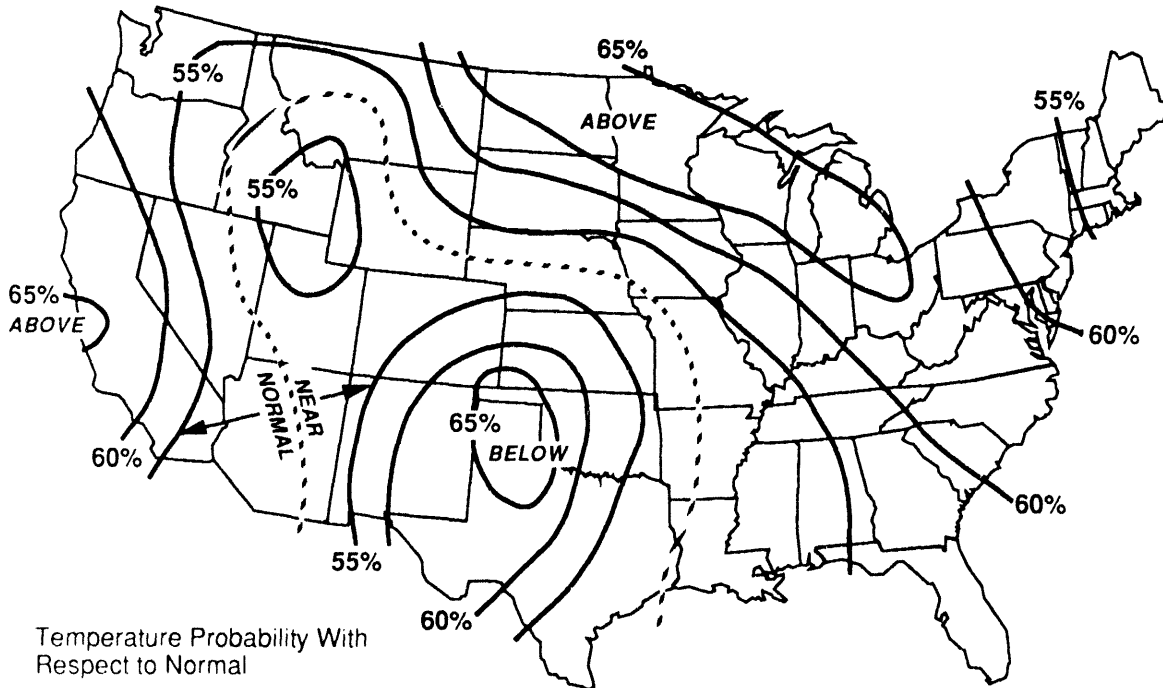 65%
55%
ABOVE
55%
55%
65%
ABOVE
60%
NEAR
NORMAL
65%
BELOW
60%
60%
55%
60%
Temperature Probability With
Respect to Normal